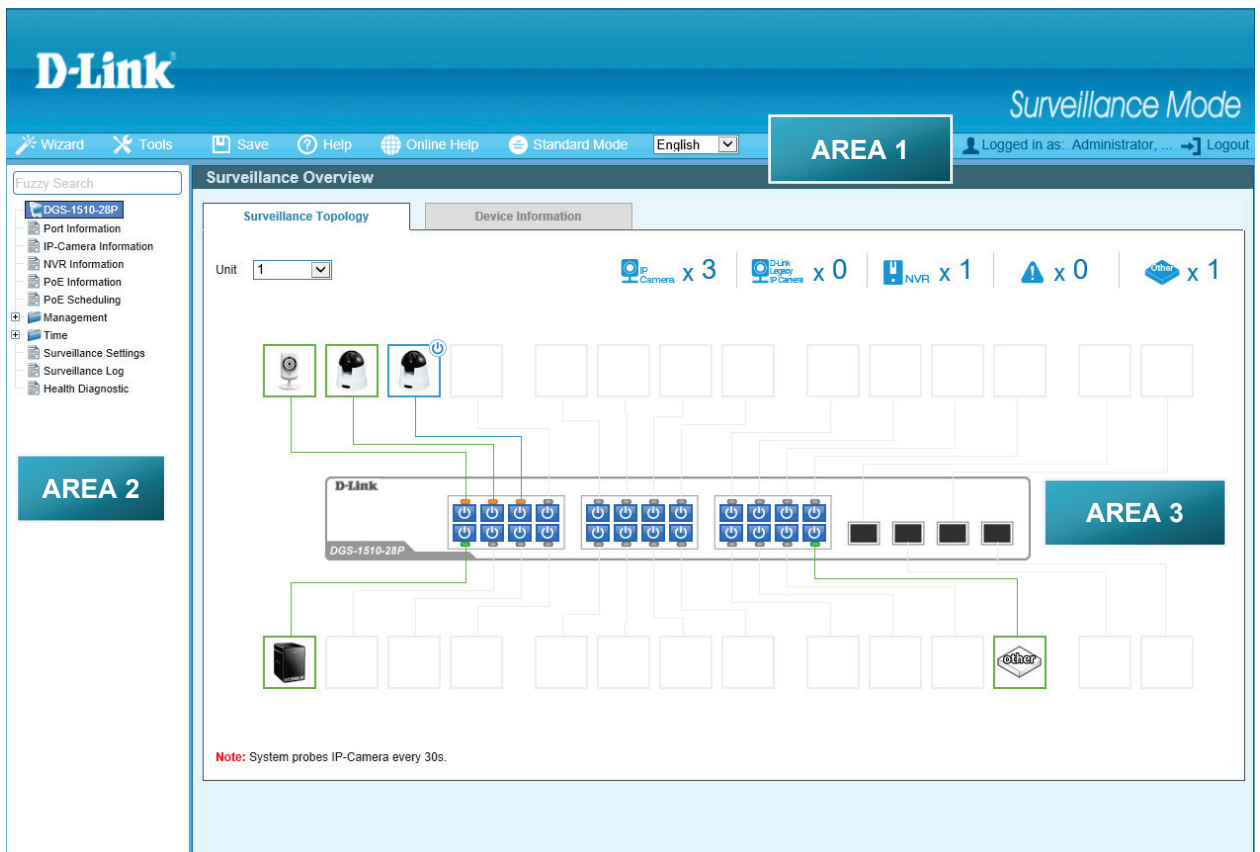 D-Link
Surveillance Mode
Wizard Tools Save Help Online Help Standard Mode English AREA 1 Logged in as: Administrator, ... Logout
Fuzzy Search
DGS-1510-28P
Port Information
IP-Camera Information
NVR Information
PoE Information
PoE Scheduling
Management
Time
Surveillance Settings
Surveillance Log
Health Diagnostic
AREA 2
Surveillance Overview
Surveillance Topology Device Information
Unit 1
IP Camera x 3 D-Link Legacy IP Camera x 0 NVR x 1 x 0 Other x 1
D-Link
DGS-1510-28P
AREA 3
other
Note: System probes IP-Camera every 30s.